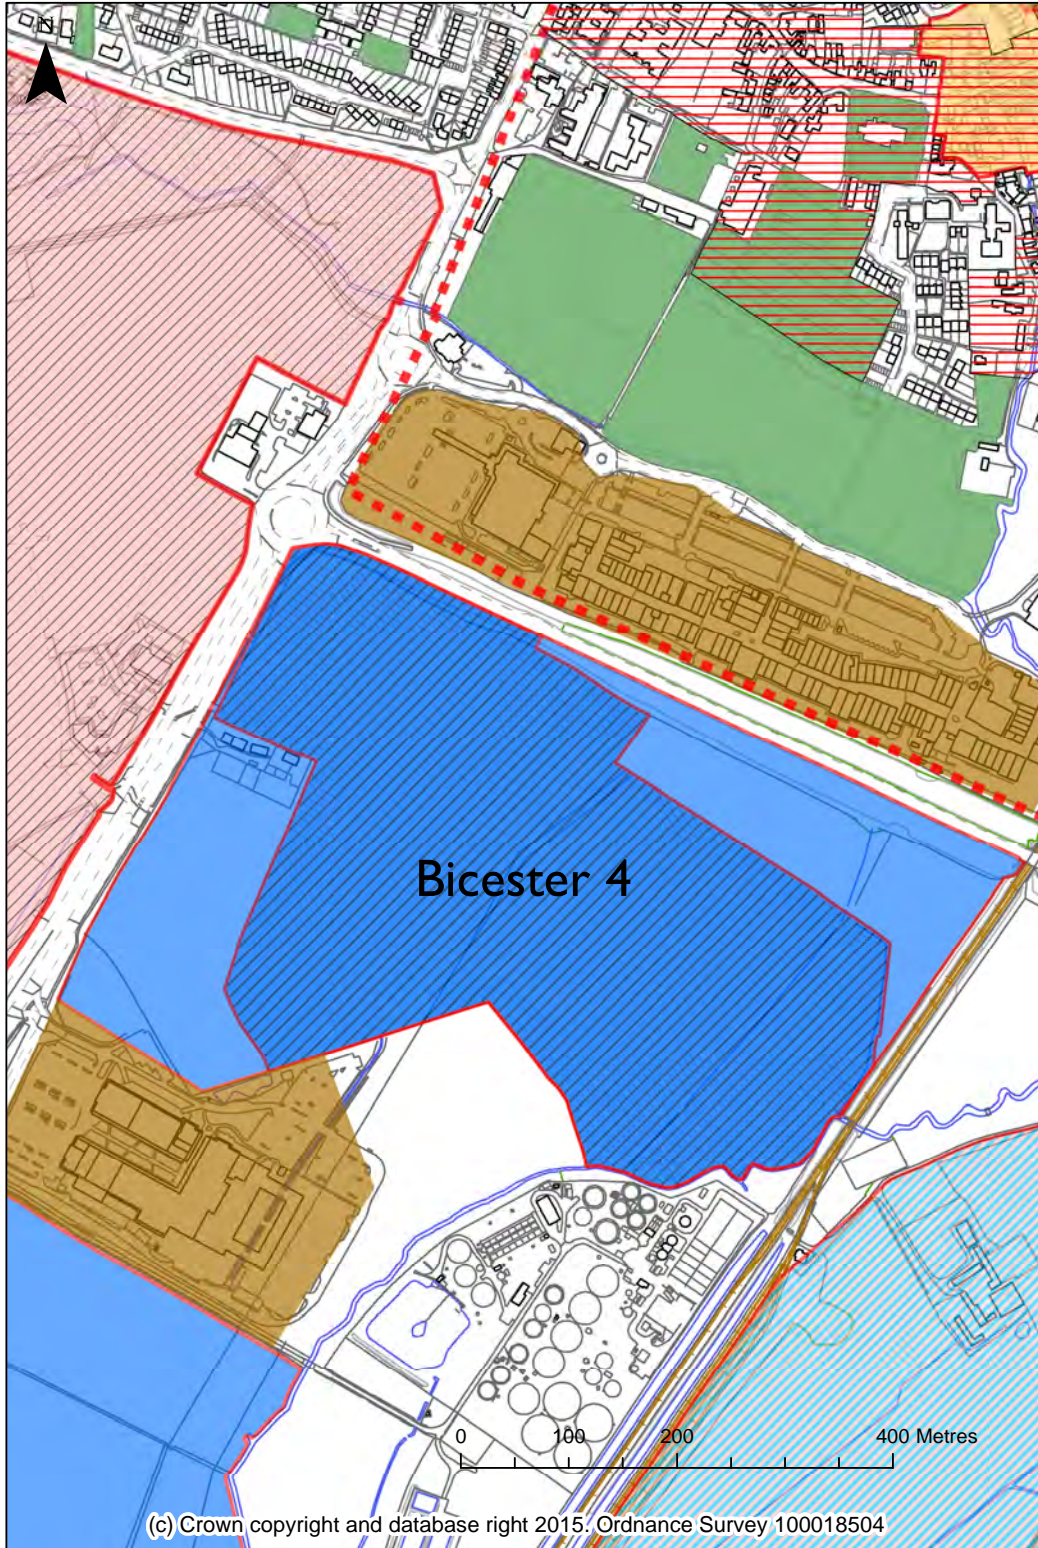 Bicester 4
0 100 200 400 Metres
(c) Crown copyright and database right 2015. Ordnance Survey 100018504